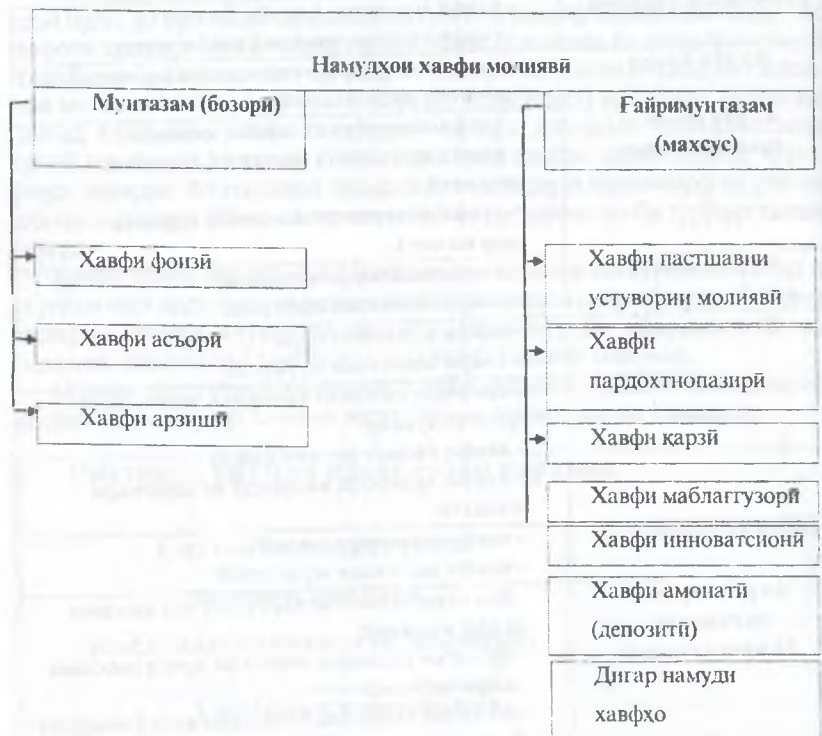 Намудҳои хавфи молиявӣ
Мунтазам (бозорӣ)
Ғайримунтазам
(махсус)
Хавфи фоизӣ
Хавфи асъорӣ
Хавфи арзишӣ
Хавфи пастшавии
устувории молиявӣ
Хавфи
пардохтнопазирӣ
Хавфи қарзӣ
Хавфи маблағгузорӣ
Хавфи инноватсионӣ
Хавфи амонатӣ
(депозитӣ)
Дигар намуди
хавфҳо